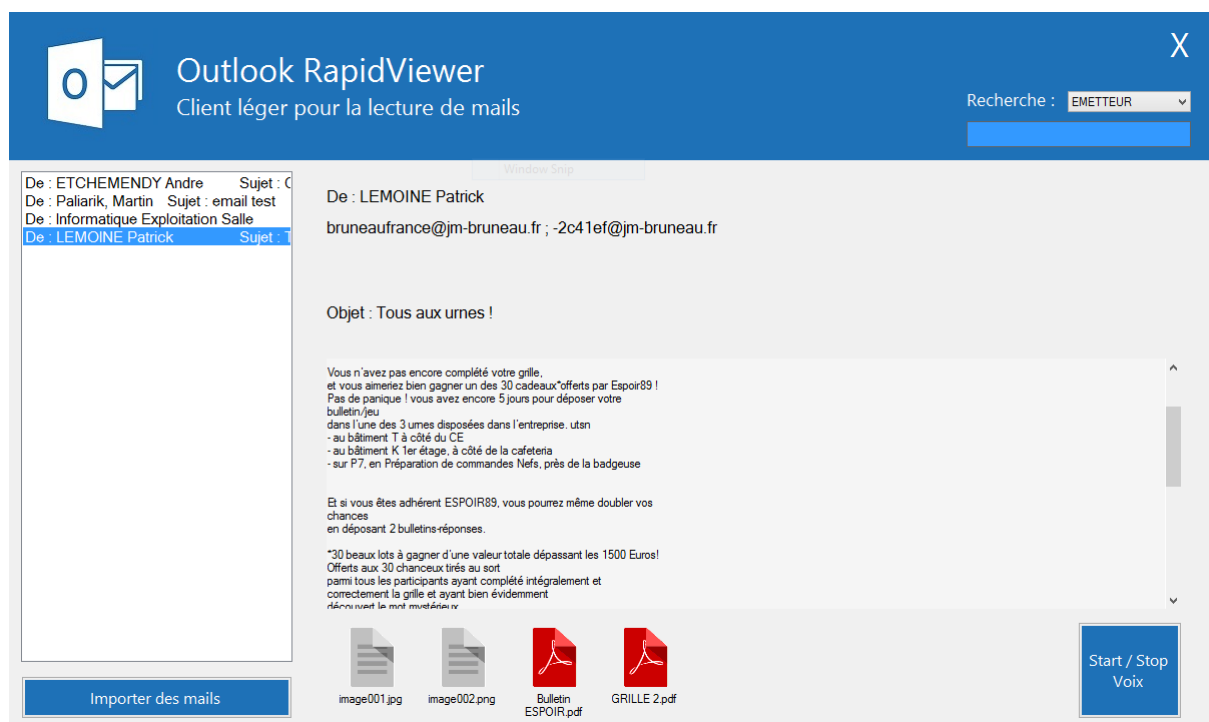 X
Outlook RapidViewer
Client léger pour la lecture de mails
Recherche : EMETTEUR
Window Snip
De : ETCHEMENDY Andre Sujet :
De : Paliarik, Martin Sujet : email test
De : Informatique Exploitation Salle
De : LEMOINE Patrick Sujet : T
De : LEMOINE Patrick
bruneaufrance@jm-bruneau.fr ; -2c41ef@jm-bruneau.fr
Objet : Tous aux urnes !
Vous n'avez pas encore complété votre grille,
et vous aimeriez bien gagner un des 30 cadeaux*offerts par Espoir89 !
Pas de panique ! vous avez encore 5 jours pour déposer votre
bulletin/jeu
dans l'une des 3 urnes disposées dans l'entreprise. utsn
- au bâtiment T à côté du CE
- au bâtiment K 1er étage, à côté de la cafeteria
- sur P7, en Préparation de commandes Nefs, près de la badgeuse
Et si vous êtes adhérent ESPOIR89, vous pourrez même doubler vos
chances
en déposant 2 bulletins-réponses.
*30 beaux lots à gagner d'une valeur totale dépassant les 1500 Euros!
Offerts aux 30 chanceux tirés au sort
parmi tous les participants ayant complété intégralement et
correctement la grille et ayant bien évidemment
découvert le mot mystérieux
image001.jpg
image002.png
Bulletin
ESPOIR.pdf
GRILLE 2.pdf
Importer des mails
Start / Stop
Voix